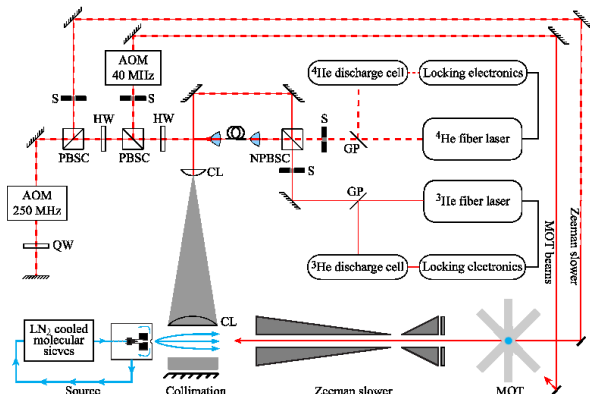 AOM
40 MHz
⁴He discharge cell
Locking electronics
S
S
HW
HW
S
PBSC
PBSC
NPBSC
GP
⁴He fiber laser
CL
S
GP
³He fiber laser
AOM
250 MHz
QW
³He discharge cell
Locking electronics
MOT beams
Zeeman slower
CL
LN₂ cooled
molecular
sieves
Source
Collimation
Zeeman slower
MOT